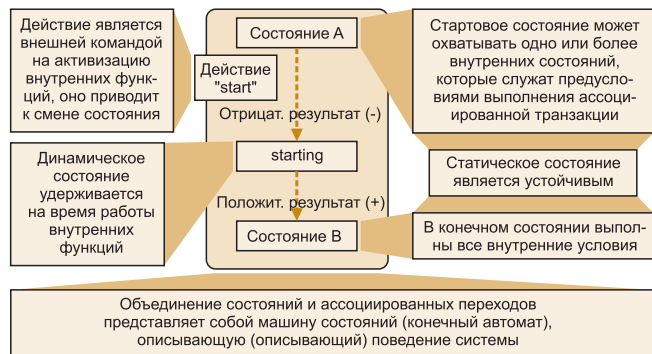 Действие является
внешней командой
на активизацию
внутренних функ-
ций, оно приводит
к смене состояния
Состояние A
Действие
"start"
Стартовое состояние может
охватывать одно или более
внутренних состояний,
которые служат предусло-
виями выполнения ассоци-
ированной транзакции
Отрицат. результат (-)
Динамическое
состояние
удерживается
на время работы
внутренних
функций
starting
Статическое состояние
является устойчивым
Положит. результат (+)
Состояние B
В конечном состоянии выпол-
ны все внутренние условия
Объединение состояний и ассоциированных переходов
представляет собой машину состояний (конечный автомат),
описывающую (описывающий) поведение системы